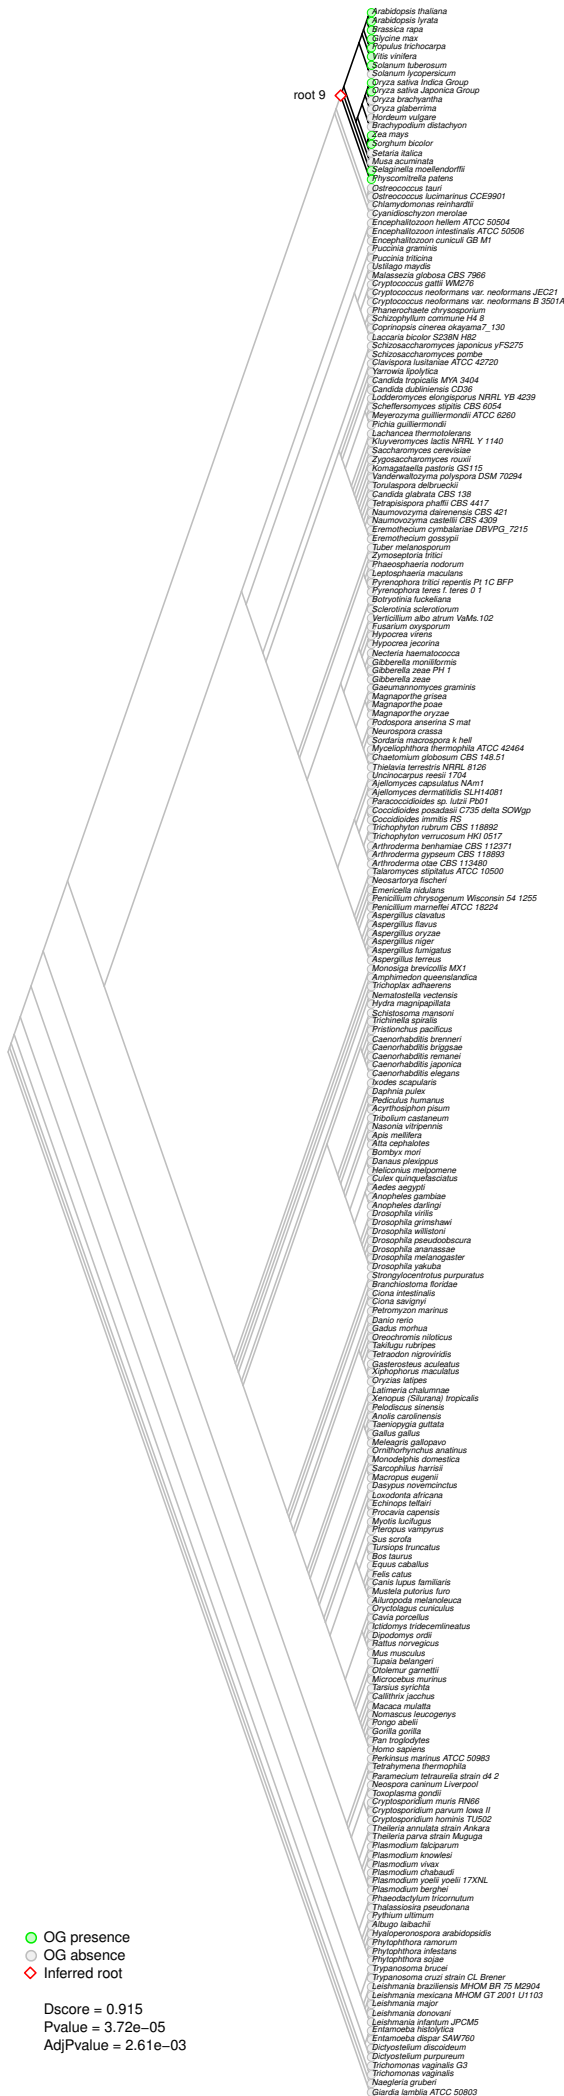 Arabidopsis thaliana
Arabidopsis lyrata
Brassica rapa
Glycine max
Populus trichocarpa
Vitis vinifera
Solanum tuberosum
Solanum lycopersicum
Oryza sativa Indica Group
Oryza sativa Japonica Group
root 9
Oryza brachyantha
Oryza glaberrima
Hordeum vulgare
Brachypodium distachyon
Zea mays
Sorghum bicolor
Setaria italica
Musa acuminata
Selaginella moellendorffii
Physcomitrella patens
Ostreococcus tauri
Ostreococcus lucimarinus CCE9901
Chlamydomonas reinhardtii
Cyanidioschyzon merolae
Encephalitozoon hellem ATCC 50504
Encephalitozoon intestinalis ATCC 50506
Encephalitozoon cuniculi GB M1
Puccinia graminis
Puccinia triticina
Ustilago maydis
Malassezia globosa CBS 7966
Cryptococcus gattii WM276
Cryptococcus neoformans var. neoformans JEC21
Cryptococcus neoformans var. neoformans B 3501A
Phanerochaete chrysosporium
Schizophyllum commune H4 8
Coprinopsis cinerea okayama7_130
Laccaria bicolor S238N H82
Schizosaccharomyces japonicus yFS275
Schizosaccharomyces pombe
Clavispora lusitaniae ATCC 42720
Yarrowia lipolytica
Candida tropicalis MYA 3404
Candida dubliniensis CD36
Lodderomyces elongisporus NRRL YB 4239
Scheffersomyces stipitis CBS 6054
Meyerozyma guilliermondii ATCC 6260
Pichia guilliermondii
Lachancea thermotolerans
Kluyveromyces lactis NRRL Y 1140
Saccharomyces cerevisiae
Zygosaccharomyces rouxii
Komagataella pastoris GS115
Vanderwaltozyma polyspora DSM 70294
Torulaspora delbrueckii
Candida glabrata CBS 138
Tetrapisispora phaffii CBS 4417
Naumovozyma dairenensis CBS 421
Naumovozyma castellii CBS 4309
Eremothecium cymbalariae DBVPG_7215
Eremothecium gossypii
Tuber melanosporum
Zymoseptoria tritici
Phaeosphaeria nodorum
Leptosphaeria maculans
Pyrenophora tritici repentis Pt 1C BFP
Pyrenophora teres f. teres 0 1
Botryotinia fuckeliana
Sclerotinia sclerotiorum
Verticillium albo atrum VaMs.102
Fusarium oxysporum
Hypocrea virens
Hypocrea jecorina
Necteria haematococca
Gibberella moniliformis
Gibberella zeae PH 1
Gibberella zeae
Gaeumannomyces graminis
Magnaporthe grisea
Magnaporthe poae
Magnaporthe oryzae
Podospora anserina S mat
Neurospora crassa
Sordaria macrospora k hell
Myceliophthora thermophila ATCC 42464
Chaetomium globosum CBS 148.51
Thielavia terrestris NRRL 8126
Uncinocarpus reesii 1704
Ajellomyces capsulatus NAm1
Ajellomyces dermatitidis SLH14081
Paracoccidioides sp. lutzii Pb01
Coccidioides posadasii C735 delta SOWgp
Coccidioides immitis RS
Trichophyton rubrum CBS 118892
Trichophyton verrucosum HKI 0517
Arthroderma benhamiae CBS 112371
Arthroderma gypseum CBS 118893
Arthroderma otae CBS 113480
Talaromyces stipitatus ATCC 10500
Neosartorya fischeri
Emericella nidulans
Penicillium chrysogenum Wisconsin 54 1255
Penicillium marneffei ATCC 18224
Aspergillus clavatus
Aspergillus flavus
Aspergillus oryzae
Aspergillus niger
Aspergillus fumigatus
Aspergillus terreus
Monosiga brevicollis MX1
Amphimedon queenslandica
Trichoplax adhaerens
Nematostella vectensis
Hydra magnipapillata
Schistosoma mansoni
Trichinella spiralis
Pristionchus pacificus
Caenorhabditis brenneri
Caenorhabditis briggsae
Caenorhabditis remanei
Caenorhabditis japonica
Caenorhabditis elegans
Ixodes scapularis
Daphnia pulex
Pediculus humanus
Acyrthosiphon pisum
Tribolium castaneum
Nasonia vitripennis
Apis mellifera
Atta cephalotes
Bombyx mori
Danaus plexippus
Heliconius melpomene
Culex quinquefasciatus
Aedes aegypti
Anopheles gambiae
Anopheles darlingi
Drosophila virilis
Drosophila grimshawi
Drosophila willistoni
Drosophila pseudoobscura
Drosophila ananassae
Drosophila melanogaster
Drosophila yakuba
Strongylocentrotus purpuratus
Branchiostoma floridae
Ciona intestinalis
Ciona savignyi
Petromyzon marinus
Danio rerio
Gadus morhua
Oreochromis niloticus
Takifugu rubripes
Tetraodon nigroviridis
Gasterosteus aculeatus
Xiphophorus maculatus
Oryzias latipes
Latimeria chalumnae
Xenopus (Silurana) tropicalis
Pelodiscus sinensis
Anolis carolinensis
Taeniopygia guttata
Gallus gallus
Meleagris gallopavo
Ornithorhynchus anatinus
Monodelphis domestica
Sarcophilus harrisii
Macropus eugenii
Dasypus novemcinctus
Loxodonta africana
Echinops telfairi
Procavia capensis
Myotis lucifugus
Pteropus vampyrus
Sus scrofa
Tursiops truncatus
Bos taurus
Equus caballus
Felis catus
Canis lupus familiaris
Mustela putorius furo
Ailuropoda melanoleuca
Oryctolagus cuniculus
Cavia porcellus
Ictidomys tridecemlineatus
Dipodomys ordii
Rattus norvegicus
Mus musculus
Tupaia belangeri
Otolemur garnettii
Microcebus murinus
Tarsius syrichta
Callithrix jacchus
Macaca mulatta
Nomascus leucogenys
Pongo abelii
Gorilla gorilla
Pan troglodytes
Homo sapiens
Perkinsus marinus ATCC 50983
Tetrahymena thermophila
Paramecium tetraurelia strain d4 2
Neospora caninum Liverpool
Toxoplasma gondii
Cryptosporidium muris RN66
Cryptosporidium parvum Iowa II
Cryptosporidium hominis TU502
Theileria annulata strain Ankara
Theileria parva strain Muguga
Plasmodium falciparum
Plasmodium knowlesi
Plasmodium vivax
Plasmodium chabaudi
Plasmodium yoelii yoelii 17XNL
Plasmodium berghei
Phaeodactylum tricornutum
Thalassiosira pseudonana
Pythium ultimum
Albugo laibachii
Hyaloperonospora arabidopsidis
Phytophthora ramorum
Phytophthora infestans
Phytophthora sojae
Trypanosoma brucei
Trypanosoma cruzi strain CL Brener
Leishmania braziliensis MHOM BR 75 M2904
Leishmania mexicana MHOM GT 2001 U1103
Leishmania major
Leishmania donovani
Leishmania infantum JPCM5
Entamoeba histolytica
Entamoeba dispar SAW760
Dictyostelium discoideum
Dictyostelium purpureum
Trichomonas vaginalis G3
Trichomonas vaginalis
Naegleria gruberi
Giardia lamblia ATCC 50803
OG presence
OG absence
Inferred root
Dscore = 0.915
Pvalue = 3.72e−05
AdjPvalue = 2.61e−03